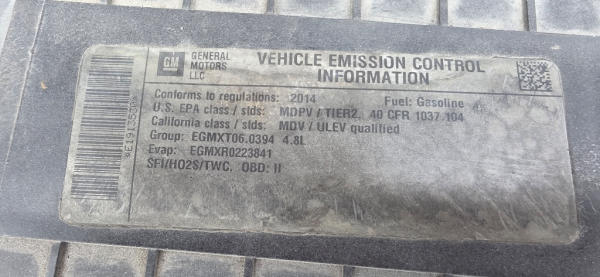 GM GENERAL MOTORS LLC
VEHICLE EMISSION CONTROL INFORMATION
Conforms to regulations: 2014 Fuel: Gasoline
U.S. EPA class / stds: MDPV / TIER2, 40 CFR 1037.104
California class / stds: MDV / ULEV qualified
Group: EGMXT06.0394 4.8L
Evap: EGMXR0223841
SFI/HO2S/TWC, OBD: II